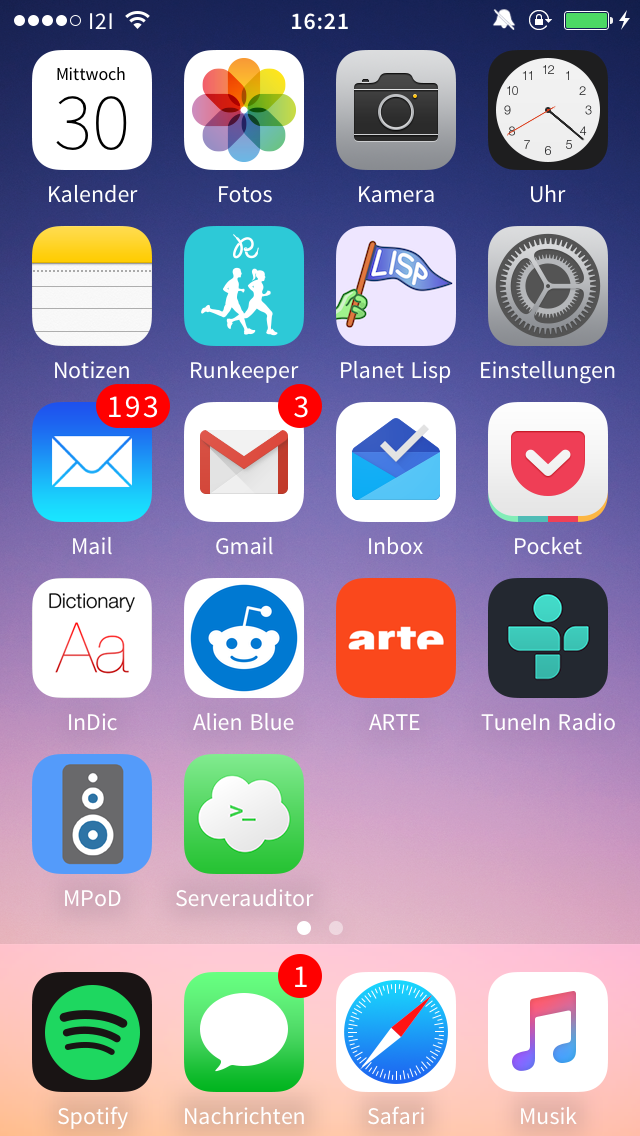 I2I 16:21
Mittwoch
30
12
11 1
10 2
9 3
8 4
7 5
6
Kalender Fotos Kamera Uhr
LISP
Notizen Runkeeper Planet Lisp Einstellungen
193 3
Mail Gmail Inbox Pocket
Dictionary
Aa
arte
InDic Alien Blue ARTE TuneIn Radio
>_
MPoD Serverauditor
1
Spotify Nachrichten Safari Musik